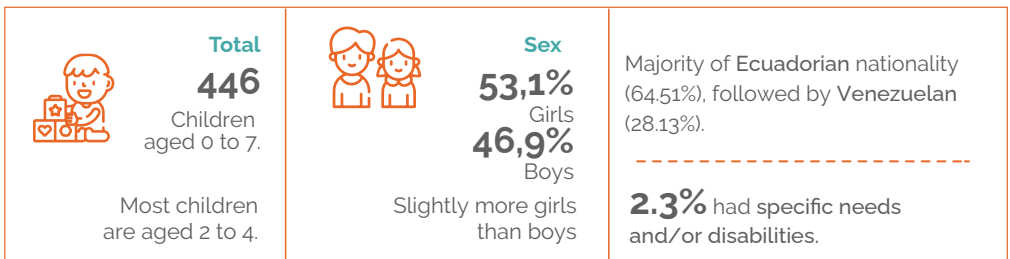 Total
446
Children
aged 0 to 7.
Most children
are aged 2 to 4.
Sex
53,1%
Girls
46,9%
Boys
Slightly more girls
than boys
Majority of Ecuadorian nationality
(64.51%), followed by Venezuelan
(28.13%).
2.3% had specific needs
and/or disabilities.